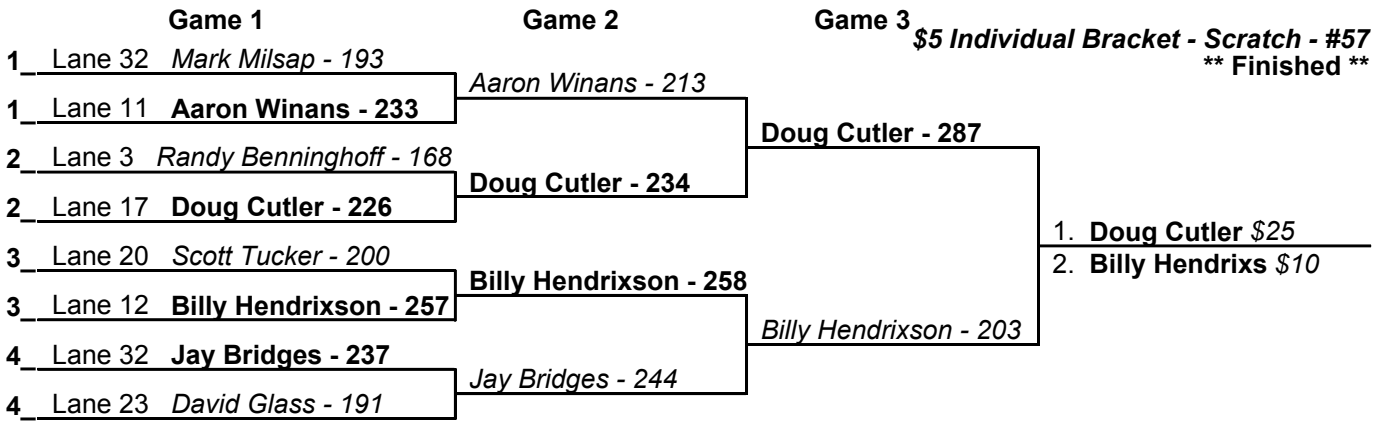 Game 1 Game 2 Game 3
$5 Individual Bracket - Scratch - #57
** Finished **
1_ Lane 32 Mark Milsap - 193
1_ Lane 11 Aaron Winans - 233
2_ Lane 3 Randy Benninghoff - 168
2_ Lane 17 Doug Cutler - 226
3_ Lane 20 Scott Tucker - 200
3_ Lane 12 Billy Hendrixson - 257
4_ Lane 32 Jay Bridges - 237
4_ Lane 23 David Glass - 191
Aaron Winans - 213
Doug Cutler - 234
Billy Hendrixson - 258
Jay Bridges - 244
Doug Cutler - 287
Billy Hendrixson - 203
1. Doug Cutler $25
2. Billy Hendrixs $10